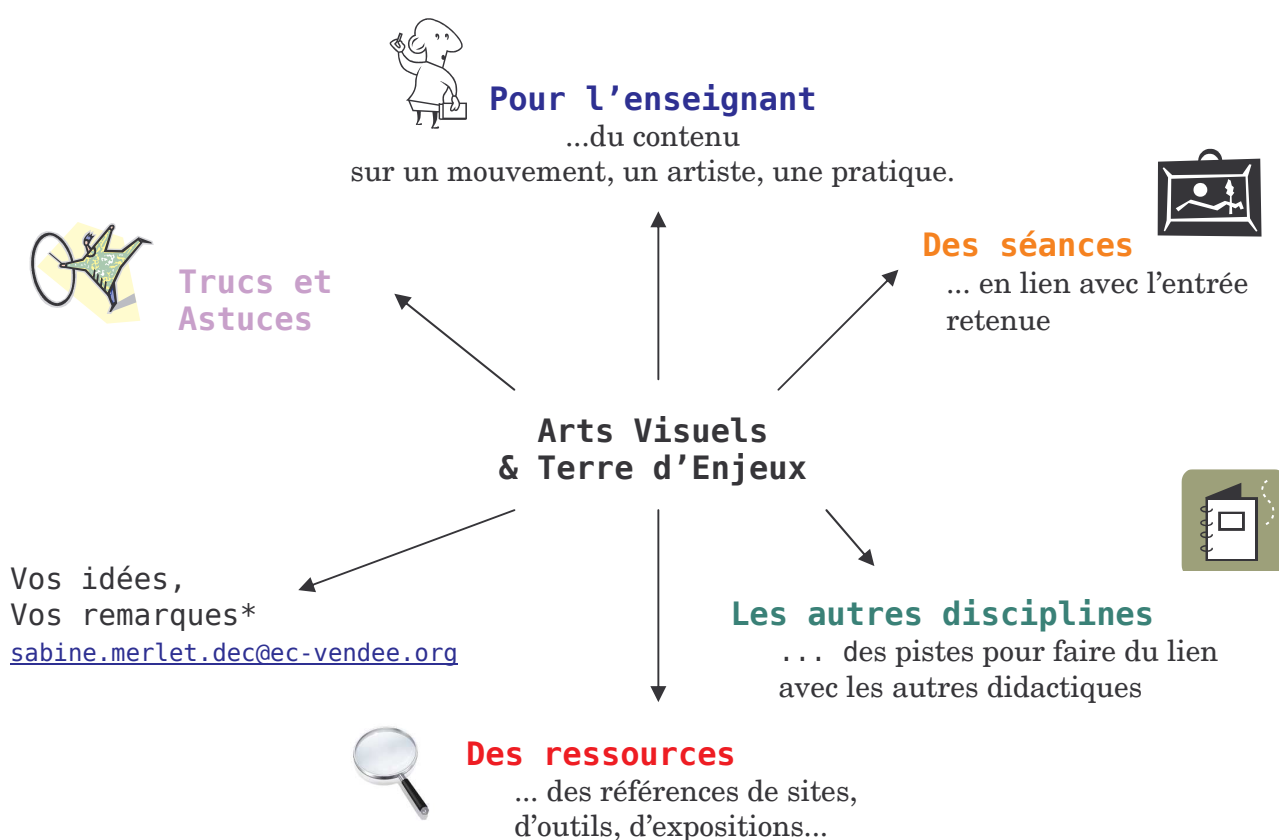 Pour l'enseignant
...du contenu
sur un mouvement, un artiste, une pratique.
Des séances
... en lien avec l'entrée
retenue
Trucs et
Astuces
Arts Visuels
& Terre d'Enjeux
Vos idées,
Vos remarques*
sabine.merlet.dec@ec-vendee.org
Les autres disciplines
... des pistes pour faire du lien
avec les autres didactiques
Des ressources
... des références de sites,
d'outils, d'expositions...